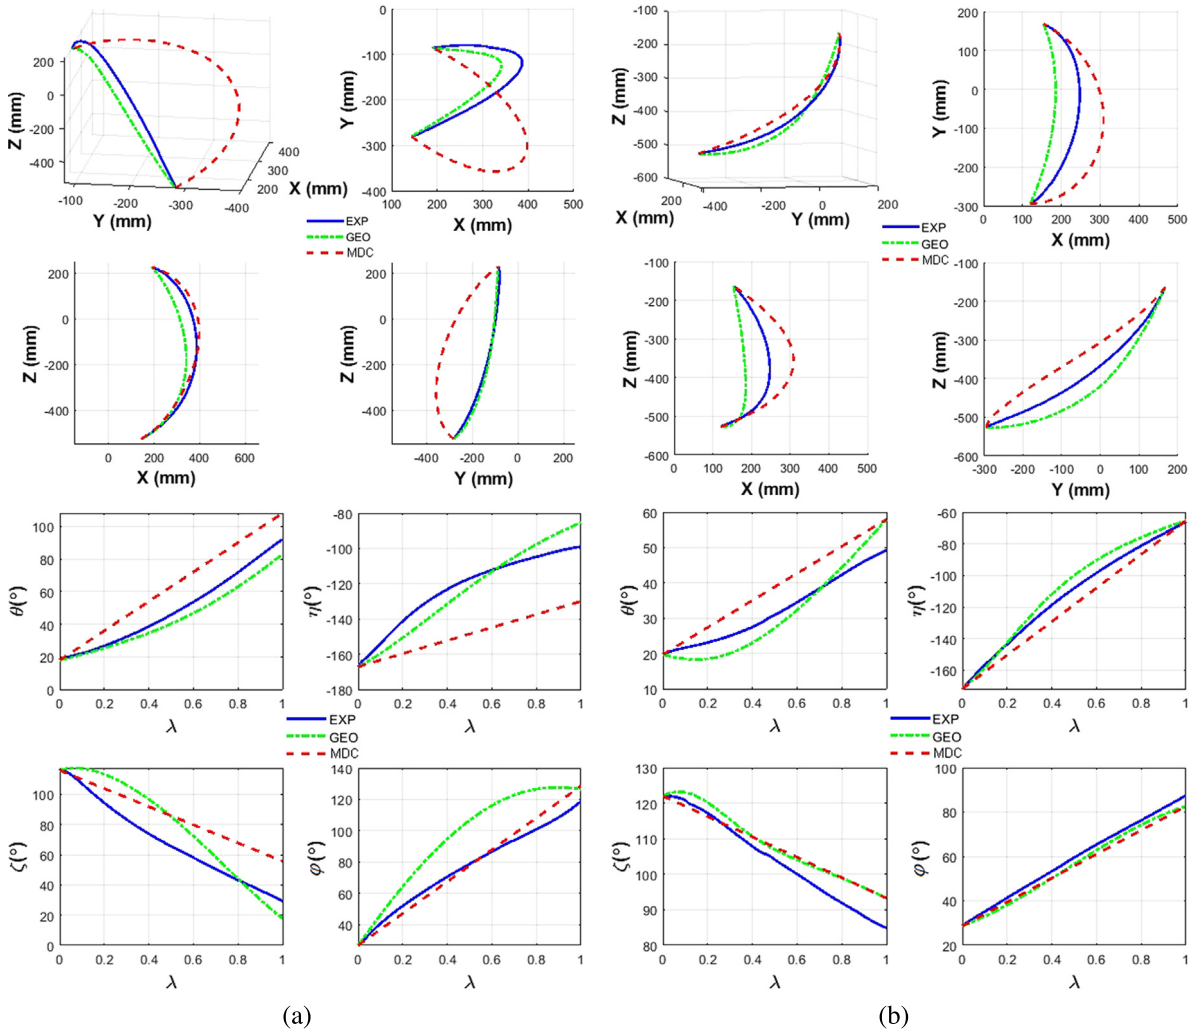 200
0
-200
-400
Z (mm)
-100
-200
-300
-400
Y (mm)
400
300
200
X (mm)
0
-100
-200
-300
-400
Y (mm)
100 200 300 400 500
X (mm)
-100
-200
-300
-400
-500
-600
Z (mm)
200
X (mm)
-400
-200
0
200
Y (mm)
200
100
0
-100
-200
-300
Y (mm)
0 100 200 300 400 500
X (mm)
EXP
GEO
MDC
EXP
GEO
MDC
200
0
-200
-400
Z (mm)
0 200 400 600
X (mm)
200
0
-200
-400
Z (mm)
-400 -200 0 200
Y (mm)
-100
-200
-300
-400
-500
-600
Z (mm)
0 100 200 300 400 500
X (mm)
-100
-200
-300
-400
-500
-600
Z (mm)
-300 -200 -100 0 100 200
Y (mm)
100
80
60
40
20
0
θ(°)
0 0.2 0.4 0.6 0.8 1
λ
-80
-100
-120
-140
-160
-180
η(°)
0 0.2 0.4 0.6 0.8 1
λ
60
50
40
30
20
10
θ(°)
0 0.2 0.4 0.6 0.8 1
λ
-60
-80
-100
-120
-140
-160
η(°)
0 0.2 0.4 0.6 0.8 1
λ
EXP
GEO
MDC
EXP
GEO
MDC
100
80
60
40
20
0
ζ(°)
0 0.2 0.4 0.6 0.8 1
λ
140
120
100
80
60
40
φ(°)
0 0.2 0.4 0.6 0.8 1
λ
130
120
110
100
90
80
ζ(°)
0 0.2 0.4 0.6 0.8 1
λ
100
80
60
40
20
φ (°)
0 0.2 0.4 0.6 0.8 1
λ
(a)
(b)